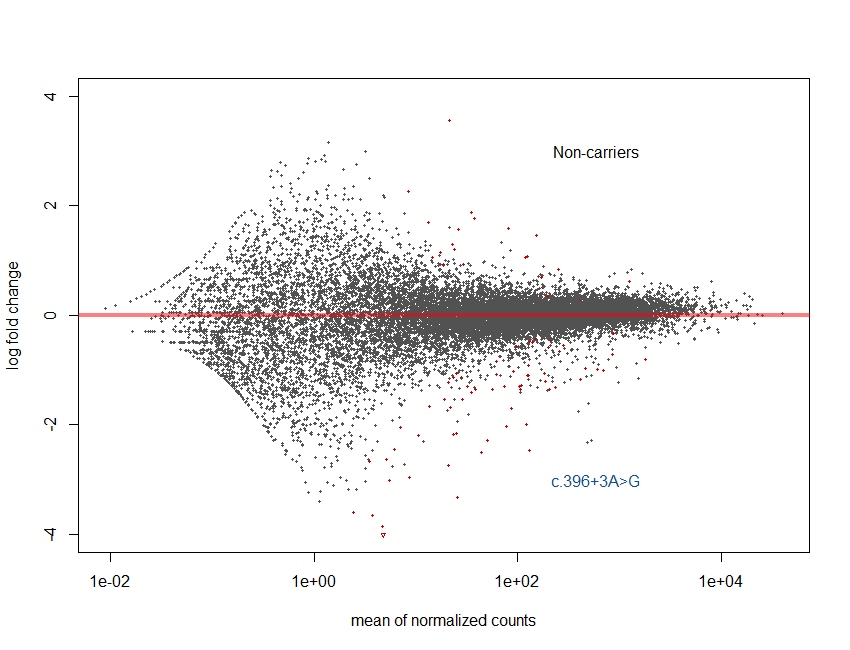 4
Non-carriers
2
log fold change
0
-2
c.396+3A>G
-4
1e-02 1e+00 1e+02 1e+04
mean of normalized counts